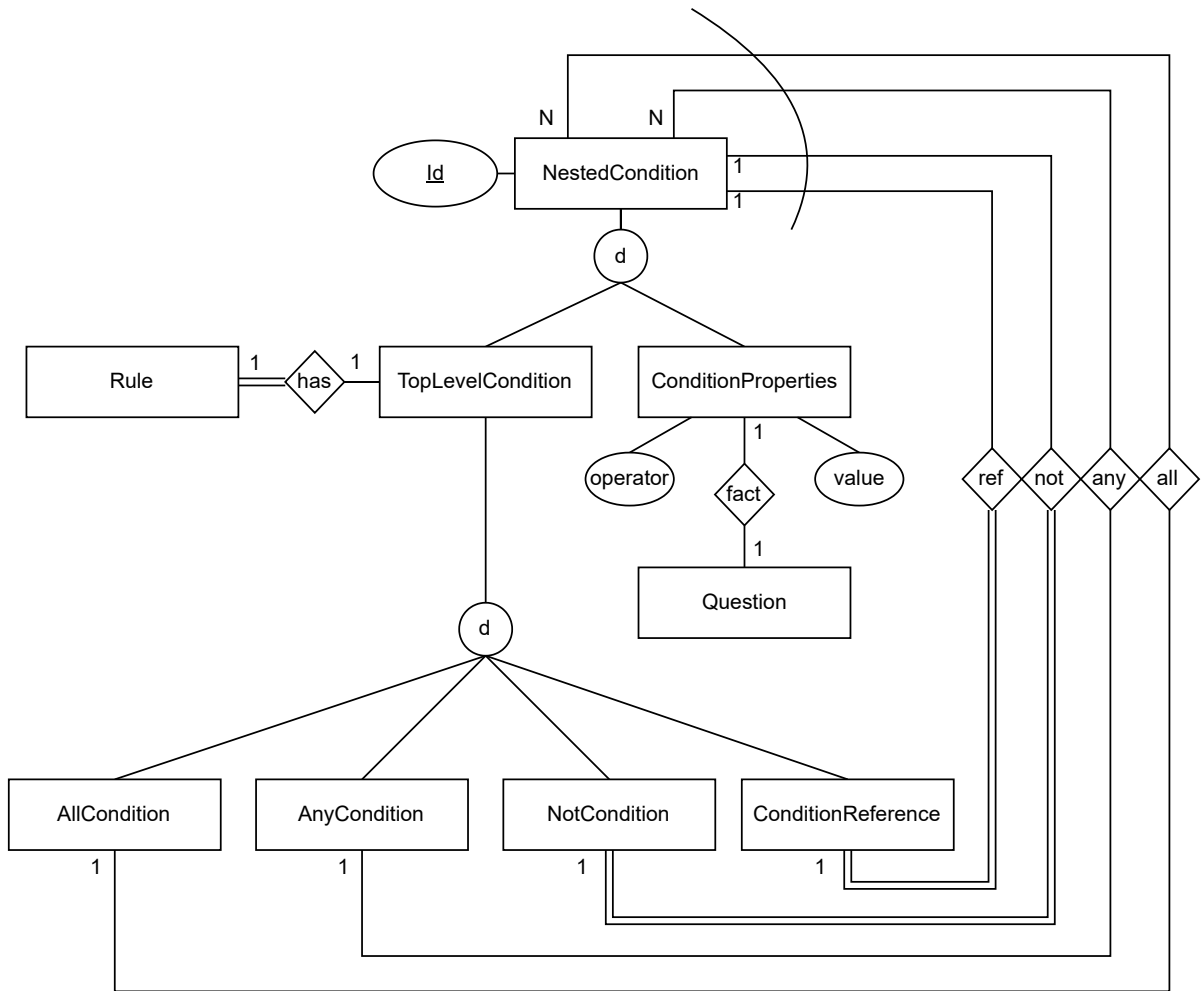 N
N
Id
NestedCondition
1
1
d
Rule
1
has
1
TopLevelCondition
ConditionProperties
1
operator
fact
value
ref
not
any
all
1
Question
d
AllCondition
AnyCondition
NotCondition
ConditionReference
1
1
1
1